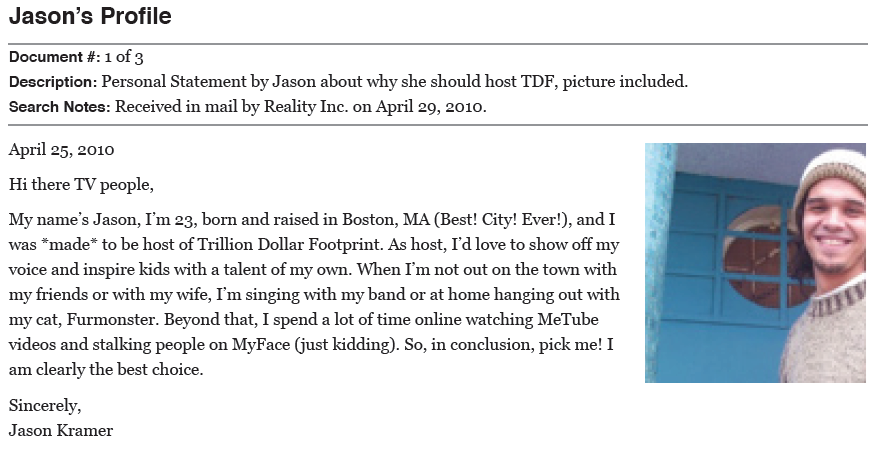 Jason’s Profile
Document #: 1 of 3
Description: Personal Statement by Jason about why she should host TDF, picture included.
Search Notes: Received in mail by Reality Inc. on April 29, 2010.
April 25, 2010
Hi there TV people,
My name’s Jason, I’m 23, born and raised in Boston, MA (Best! City! Ever!), and I
was *made* to be host of Trillion Dollar Footprint. As host, I’d love to show off my
voice and inspire kids with a talent of my own. When I’m not out on the town with
my friends or with my wife, I’m singing with my band or at home hanging out with
my cat, Furmonster. Beyond that, I spend a lot of time online watching MeTube
videos and stalking people on MyFace (just kidding). So, in conclusion, pick me! I
am clearly the best choice.
Sincerely,
Jason Kramer